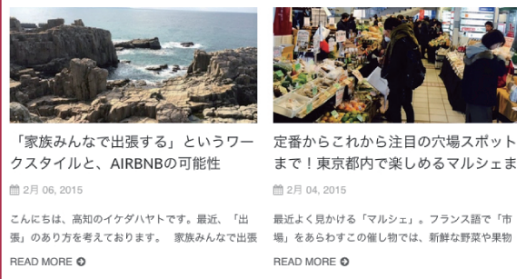 「家族みんなで出張する」というワー
クスタイルと、AIRBNBの可能性
2月 06, 2015
こんにちは、高知のイケダハヤトです。最近、「出
張」のあり方を考えております。 家族みんなで出張
READ MORE
定番からこれから注目の穴場スポット
まで！東京都内で楽しめるマルシェま
2月 04, 2015
最近よく見かける「マルシェ」。フランス語で「市
場」をあらわすこの催し物では、新鮮な野菜や果物
READ MORE